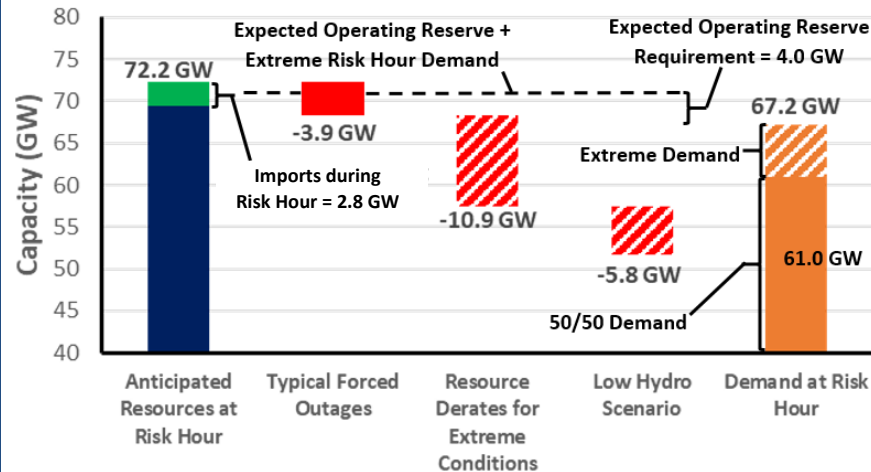 Capacity (GW)
80
75
70
65
60
55
50
45
40
72.2 GW
Expected Operating Reserve +
Extreme Risk Hour Demand
Expected Operating Reserve
Requirement = 4.0 GW
67.2 GW
-3.9 GW
Imports during
Risk Hour = 2.8 GW
-10.9 GW
-5.8 GW
Extreme Demand
61.0 GW
50/50 Demand
Anticipated
Resources at
Risk Hour
Typical Forced
Outages
Resource
Derates for
Extreme
Conditions
Low Hydro
Scenario
Demand at Risk
Hour